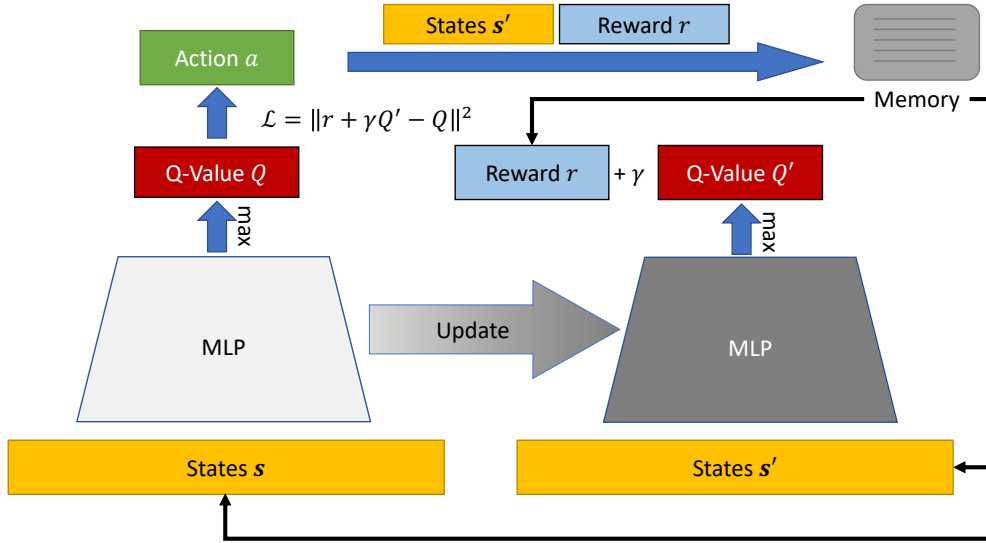 States 𝒔′
Reward 𝑟
Action 𝑎
Memory
ℒ = ‖𝑟 + 𝛾𝑄′ − 𝑄‖²
Q-Value 𝑄
Reward 𝑟
+ 𝛾
Q-Value 𝑄′
max
max
MLP
Update
MLP
States 𝒔
States 𝒔′